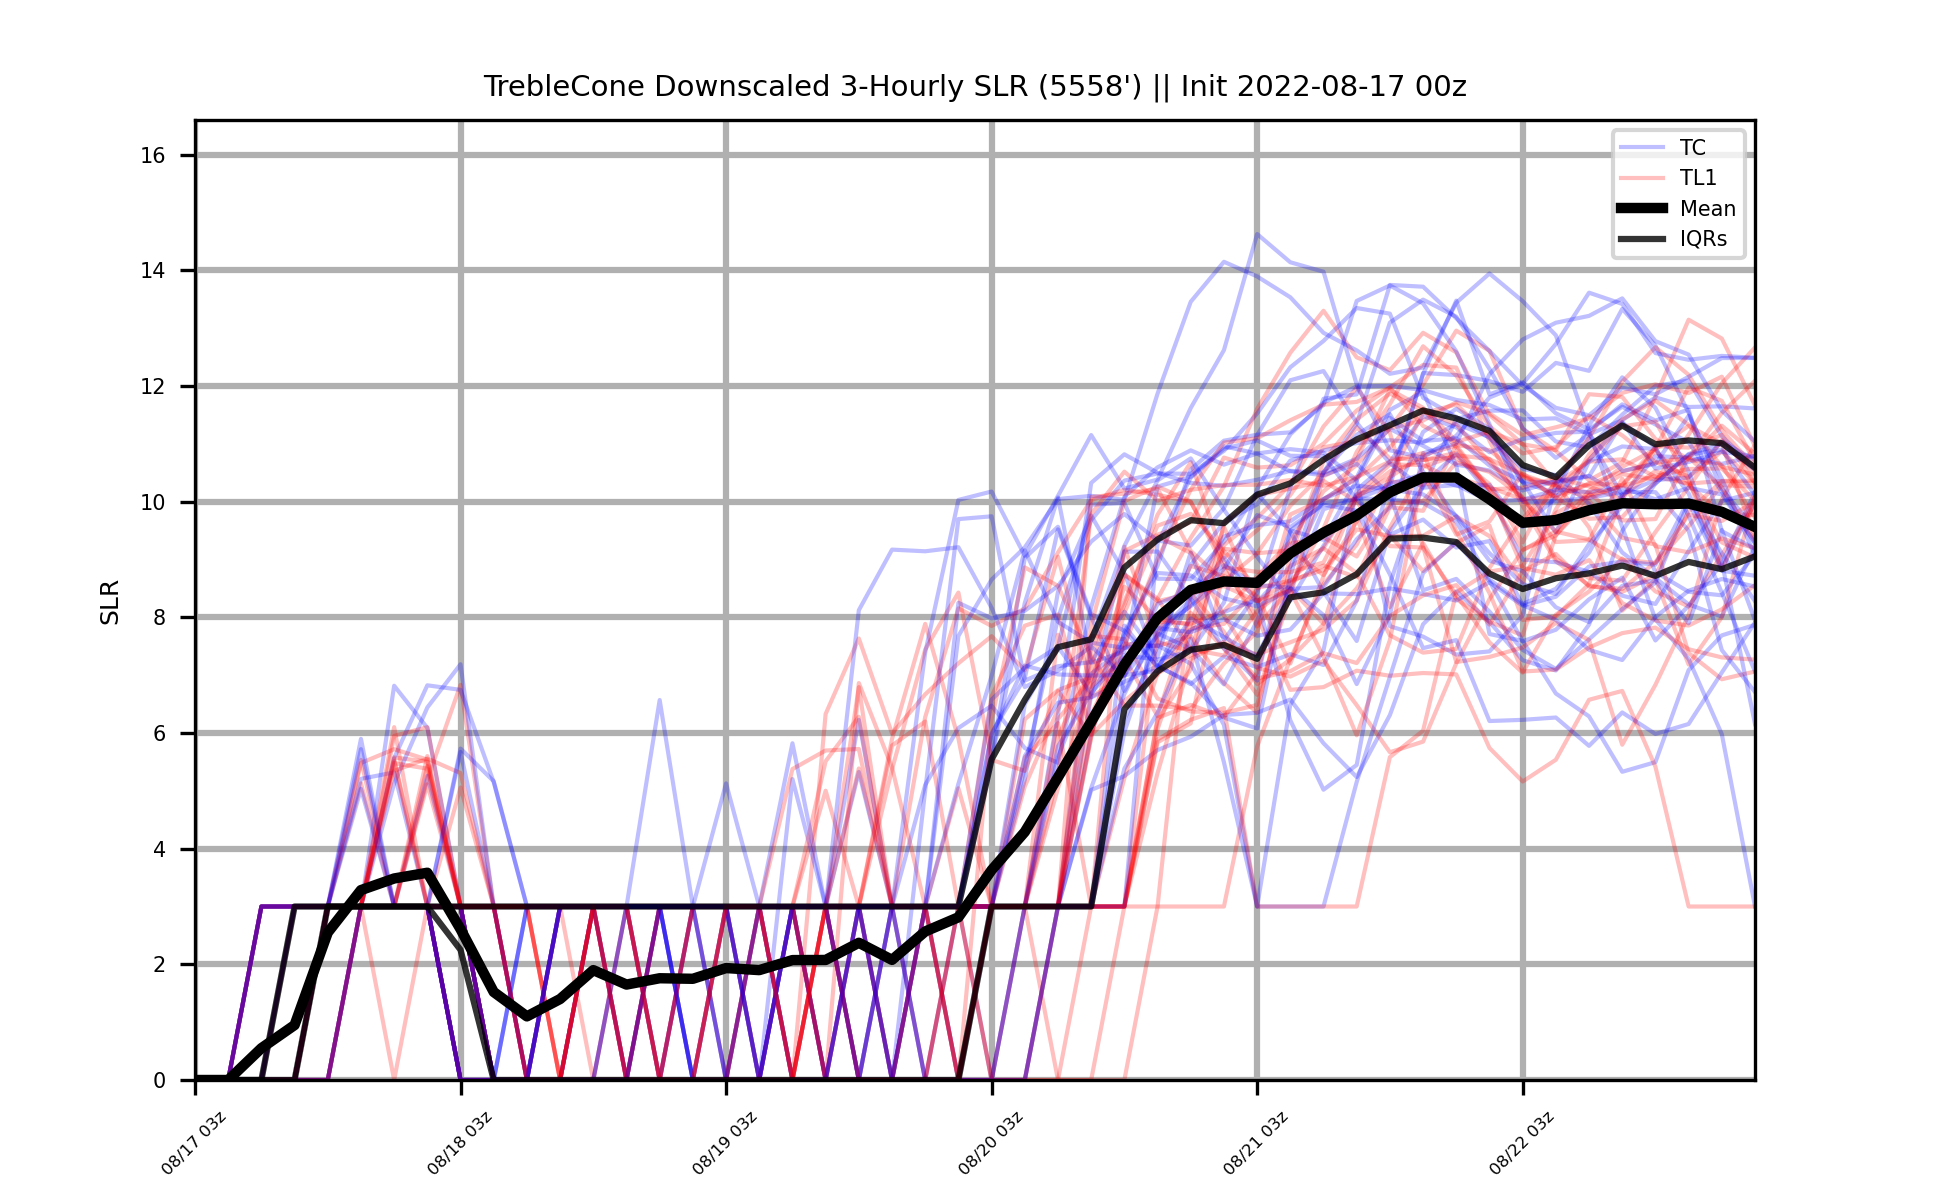 TrebleCone Downscaled 3-Hourly SLR (5558') || Init 2022-08-17 00z
TC
TL1
Mean
IQRs
SLR
16
14
12
10
8
6
4
2
0
08/17 03z
08/18 03z
08/19 03z
08/20 03z
08/21 03z
08/22 03z